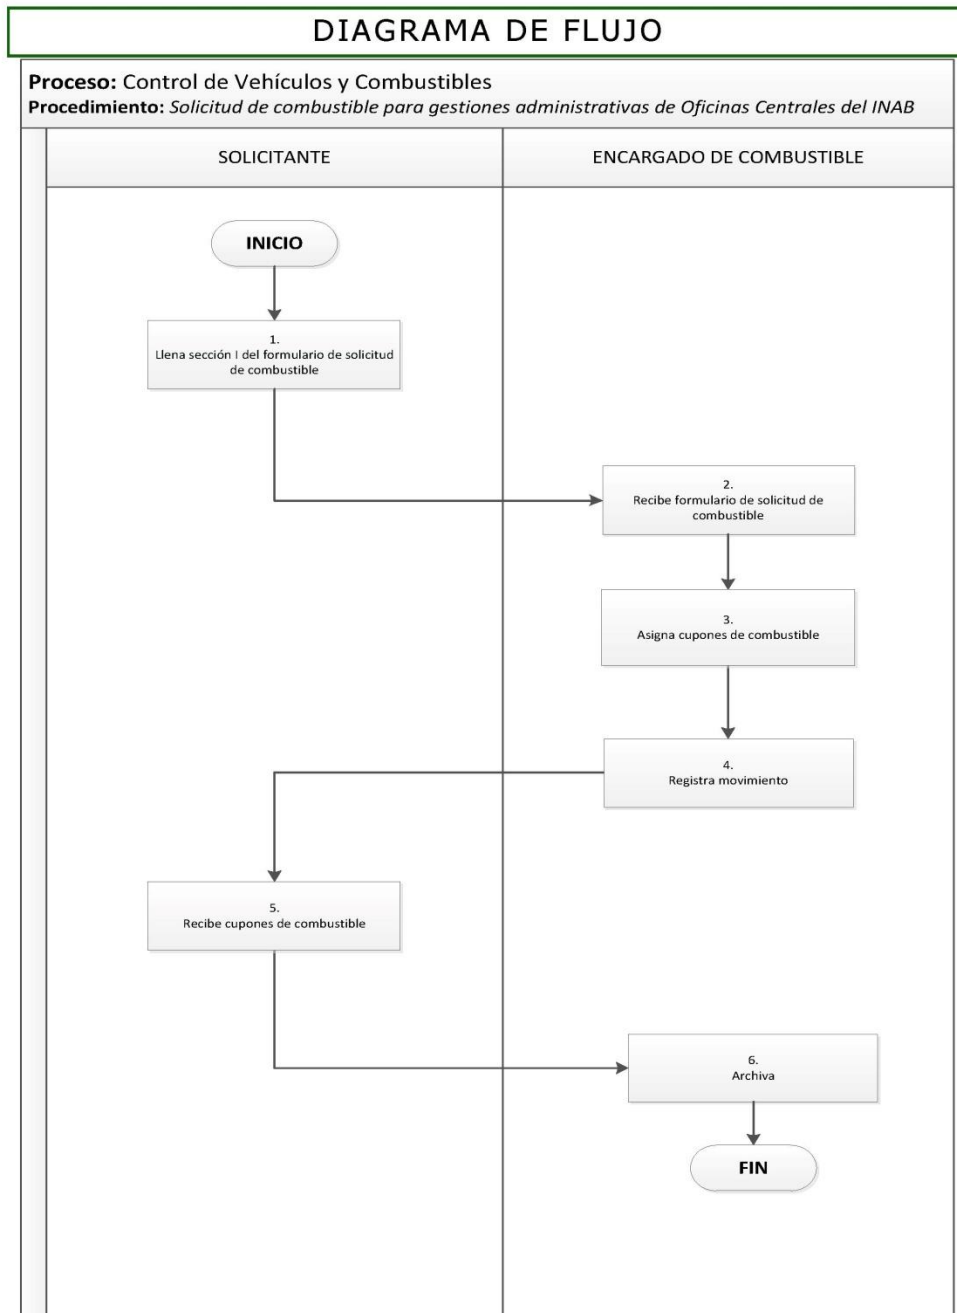 DIAGRAMA DE FLUJO
Proceso: Control de Vehículos y Combustibles
Procedimiento: Solicitud de combustible para gestiones administrativas de Oficinas Centrales del INAB
SOLICITANTE
ENCARGADO DE COMBUSTIBLE
INICIO
1.
Llena sección I del formulario de solicitud
de combustible
2.
Recibe formulario de solicitud de
combustible
3.
Asigna cupones de combustible
4.
Registra movimiento
5.
Recibe cupones de combustible
6.
Archiva
FIN